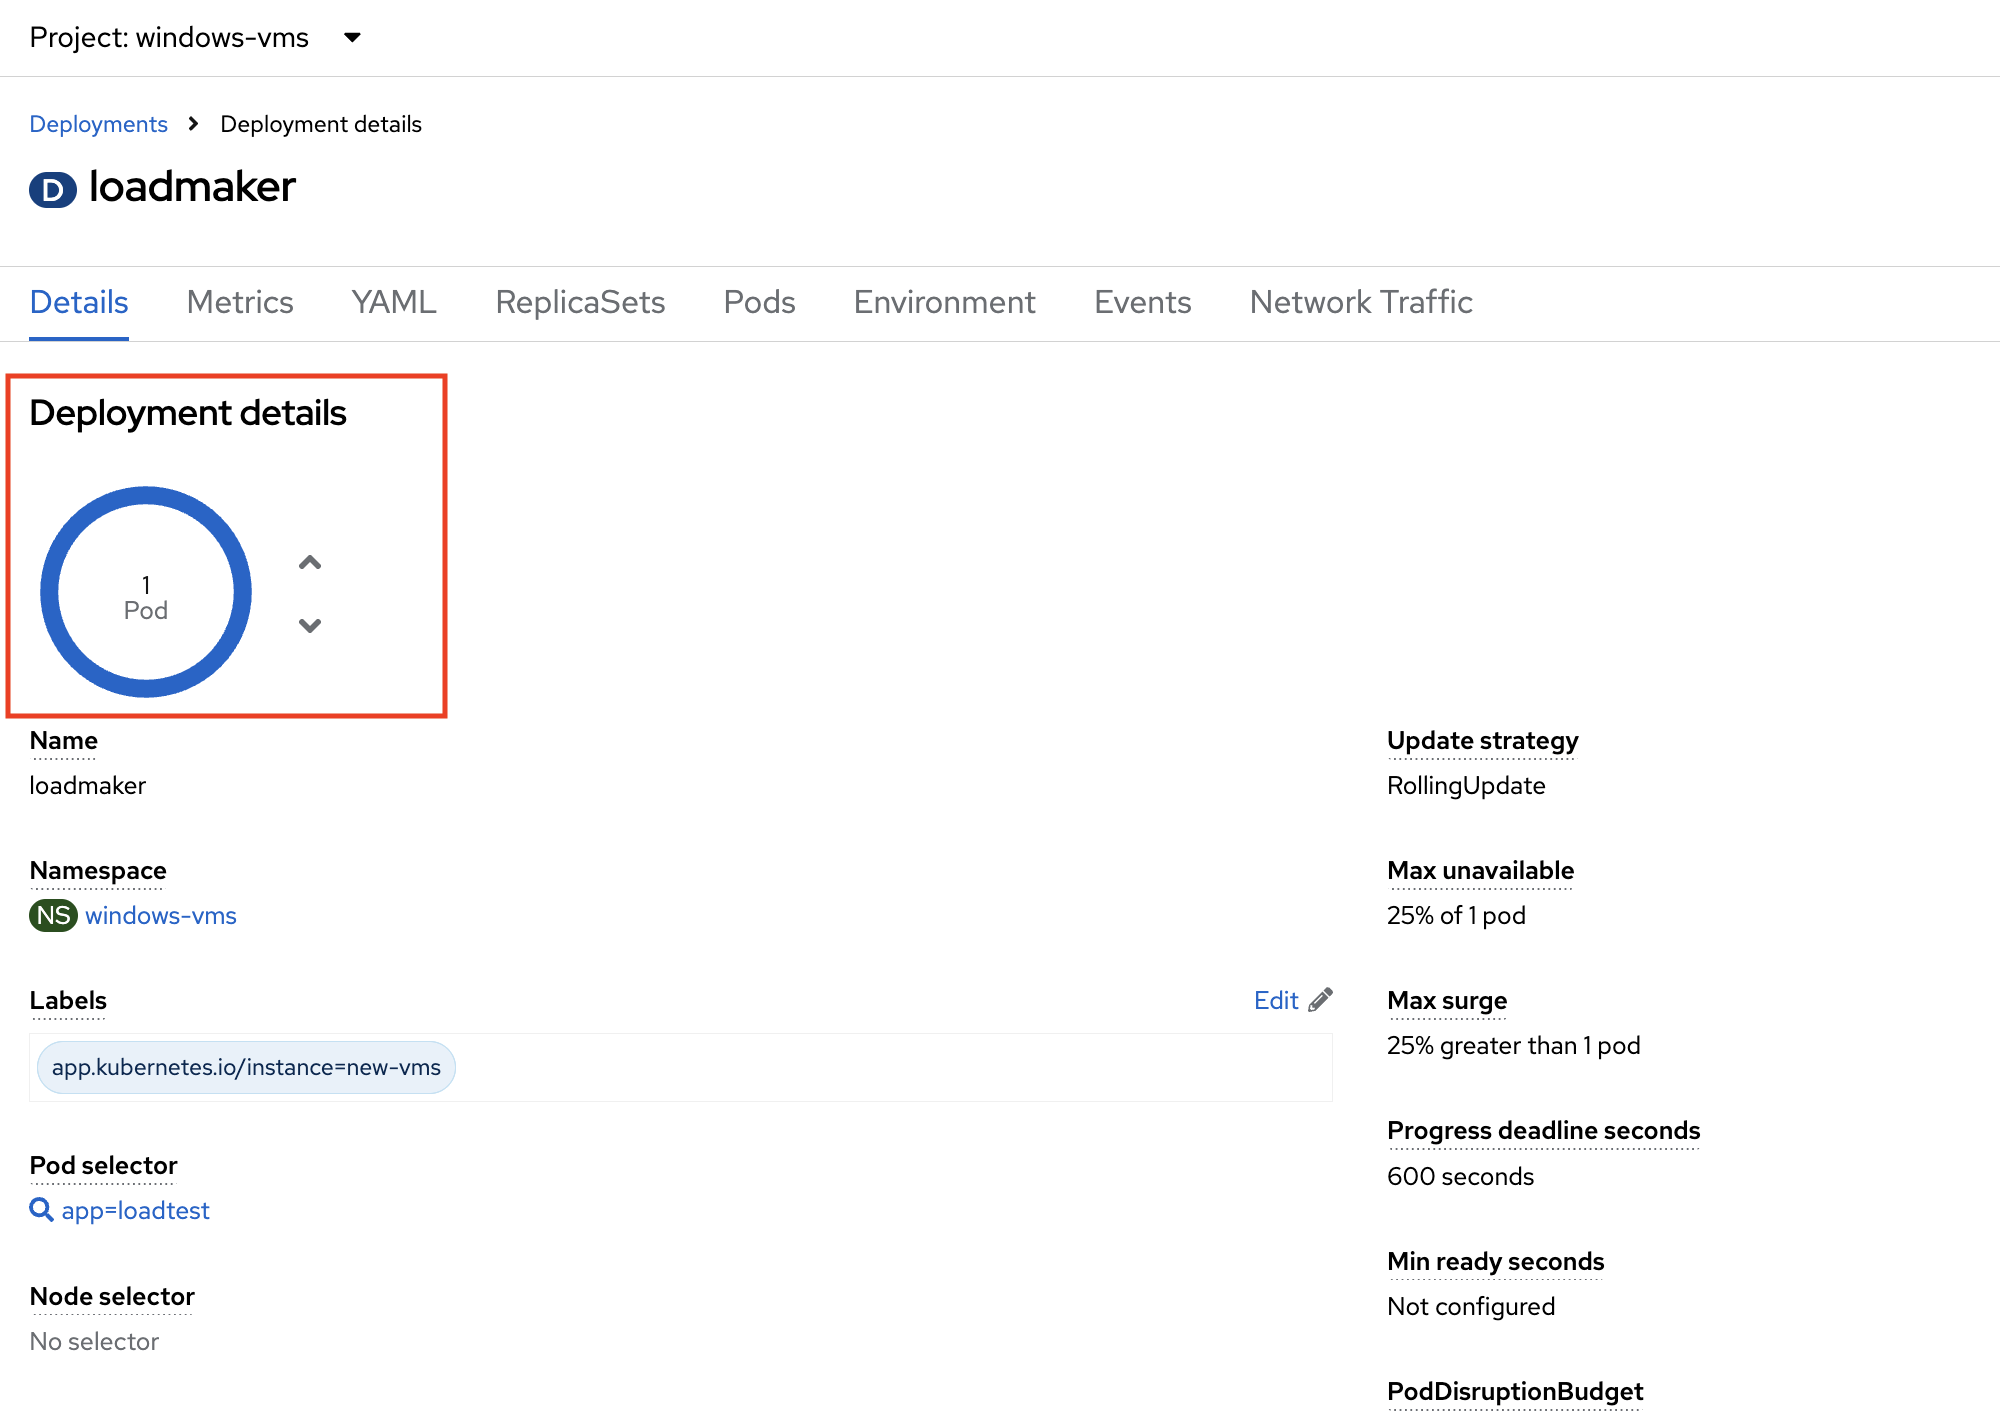 Project: windows-vms
Deployments
Deployment details
D loadmaker
Details
Metrics
YAML
ReplicaSets
Pods
Environment
Events
Network Traffic
Deployment details
1
Pod
Name
loadmaker
Namespace
NS windows-vms
Labels
Edit
app.kubernetes.io/instance=new-vms
Pod selector
app=loadtest
Node selector
No selector
Update strategy
RollingUpdate
Max unavailable
25% of 1 pod
Max surge
25% greater than 1 pod
Progress deadline seconds
600 seconds
Min ready seconds
Not configured
PodDisruptionBudget